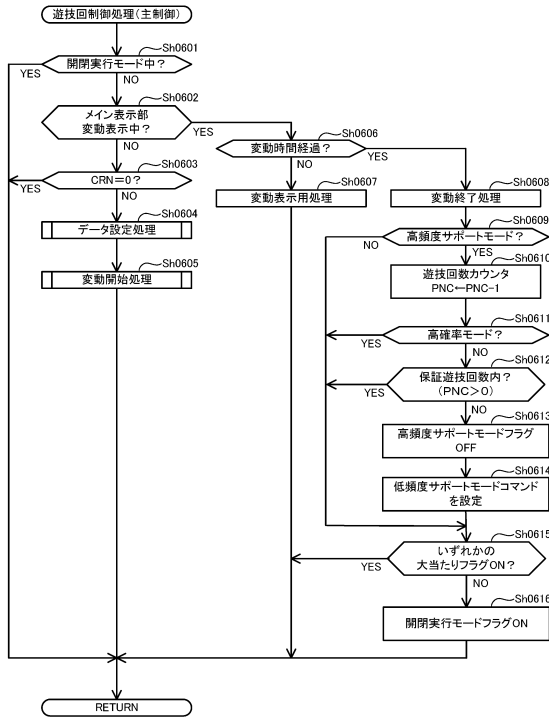 遊技回制御処理(主制御)
Sh0601
開閉実行モード中?
YES
NO
Sh0602
メイン表示部
変動表示中?
YES
NO
Sh0603
CRN=0?
YES
NO
Sh0604
データ設定処理
Sh0605
変動開始処理
Sh0606
変動時間経過?
YES
NO
Sh0607
変動表示用処理
Sh0608
変動終了処理
Sh0609
高頻度サポートモード?
NO
YES
Sh0610
遊技回数カウンタ
PNC←PNC-1
Sh0611
高確率モード?
YES
NO
Sh0612
保証遊技回数内?
(PNC>0)
YES
NO
Sh0613
高頻度サポートモードフラグ
OFF
Sh0614
低頻度サポートモードコマンド
を設定
Sh0615
いずれかの
大当たりフラグON?
YES
NO
Sh0616
開閉実行モードフラグON
RETURN